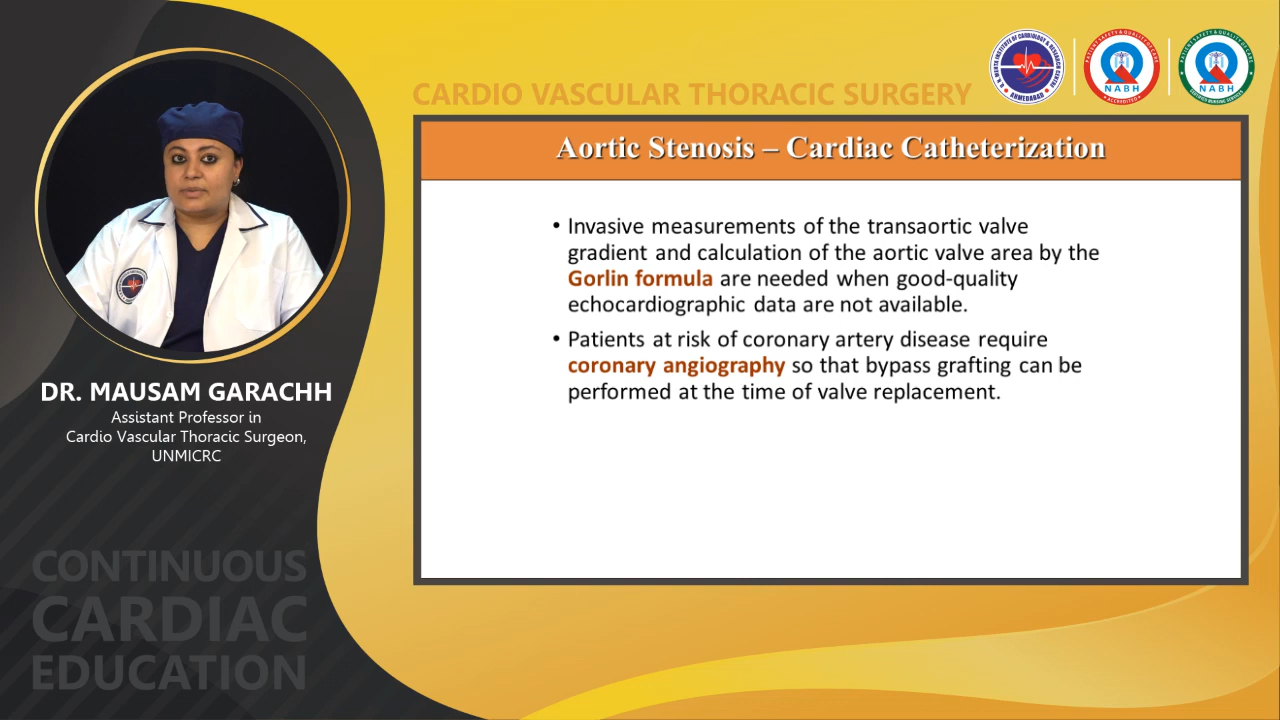 CARDIO VASCULAR THORACIC SURGERY
NABH
ACCREDITED
NABH
AHMEDABAD
Aortic Stenosis – Cardiac Catheterization
• Invasive measurements of the transaortic valve
gradient and calculation of the aortic valve area by the
Gorlin formula are needed when good-quality
echocardiographic data are not available.
• Patients at risk of coronary artery disease require
coronary angiography so that bypass grafting can be
performed at the time of valve replacement.
DR. MAUSAM GARACHH
Assistant Professor in
Cardio Vascular Thoracic Surgeon,
UNMICRC
CONTINUOUS
CARDIAC
EDUCATION